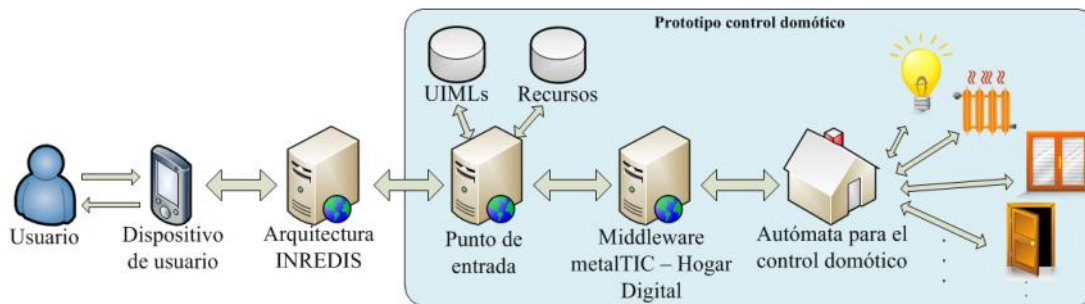 Prototipo control domótico
UIMLs
Recursos
Usuario
Dispositivo
de usuario
Arquitectura
INREDIS
Punto de
entrada
Middleware
metalTIC – Hogar
Digital
Autómata para el
control domótico